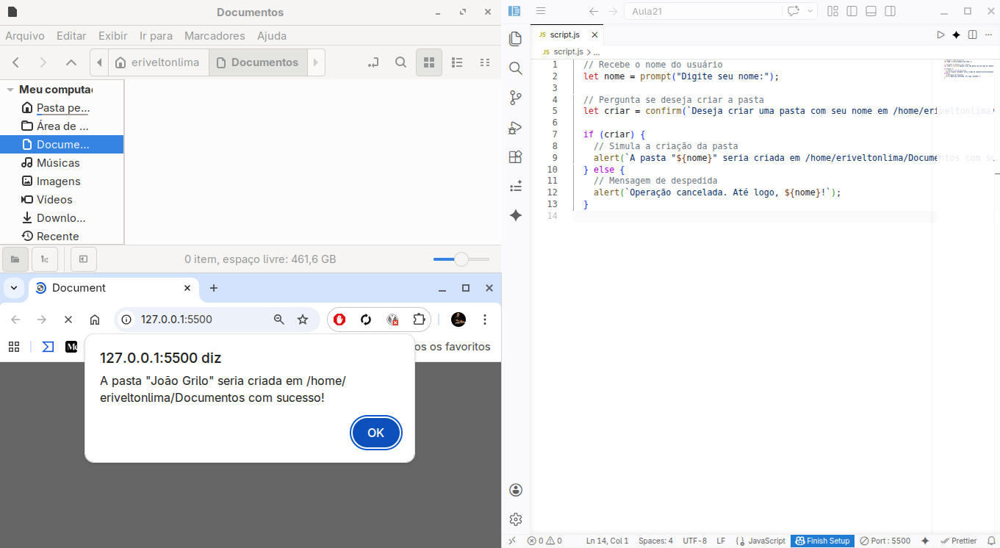 Documentos
Arquivo Editar Exibir Ir para Marcadores Ajuda
eriveltonlima Documentos
Meu computa
Pasta pe...
Área de ...
Docume...
Músicas
Imagens
Vídeos
Downlo...
Recente
0 item, espaço livre: 461,6 GB
Document
127.0.0.1:5500
os os favoritos
127.0.0.1:5500 diz
A pasta "João Grilo" seria criada em /home/
eriveltonlima/Documentos com sucesso!
OK
Aula21
JS script.js
JS script.js > ...
1 // Recebe o nome do usuário
2 let nome = prompt("Digite seu nome:");
3
4 // Pergunta se deseja criar a pasta
5 let criar = confirm(`Deseja criar uma pasta com seu nome em /home/eriveltonlima/
6
7 if (criar) {
8 // Simula a criação da pasta
9 alert(`A pasta "${nome}" seria criada em /home/eriveltonlima/Documentos com su
10 } else {
11 // Mensagem de despedida
12 alert(`Operação cancelada. Até logo, ${nome}!`);
13 }
14
0 0 Ln 14, Col 1 Spaces: 4 UTF-8 LF { } JavaScript Finish Setup Port : 5500 Prettier